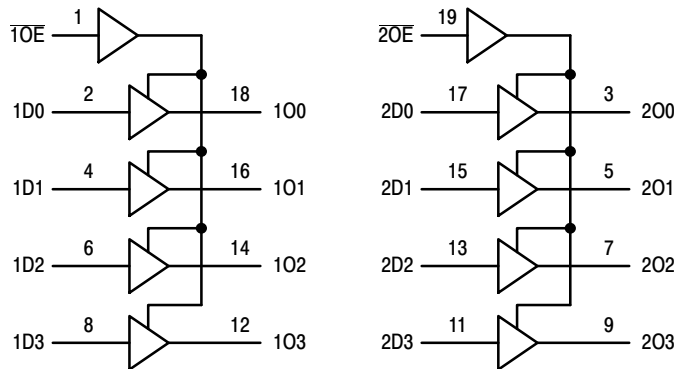 1OE 1 2OE 19
2 18 17 3
1D0 1O0 2D0 2O0
4 16 15 5
1D1 1O1 2D1 2O1
6 14 13 7
1D2 1O2 2D2 2O2
8 12 11 9
1D3 1O3 2D3 2O3